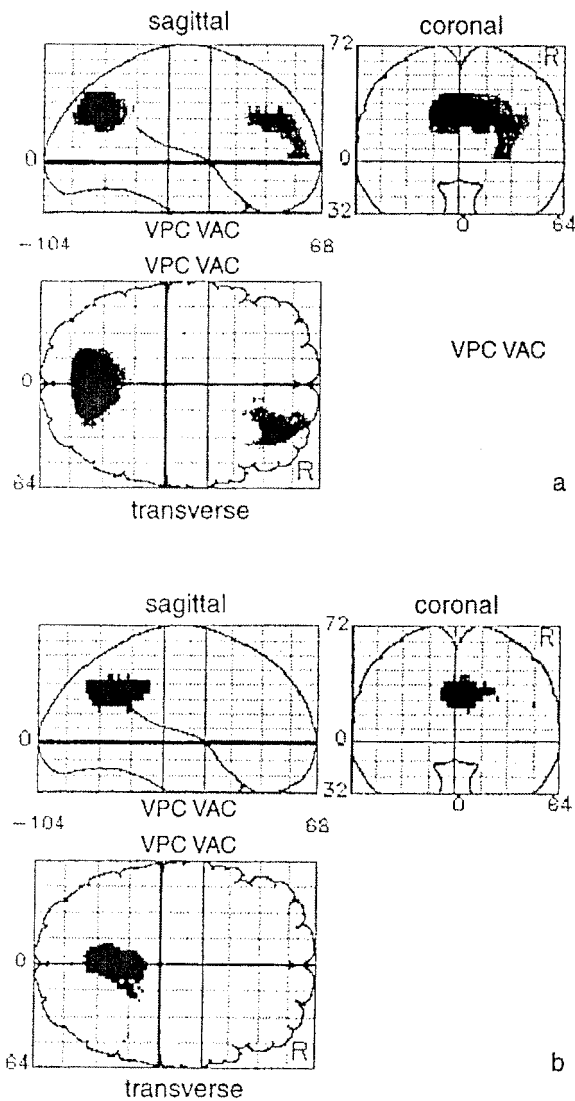 sagittal coronal
72 R
0 0
VPC VAC 32
-104 68 0 64
VPC VAC
0 VPC VAC
64 R
transverse a
sagittal coronal
72 R
0 0
VPC VAC 32
-104 68 0 64
VPC VAC
0
64 R
transverse b